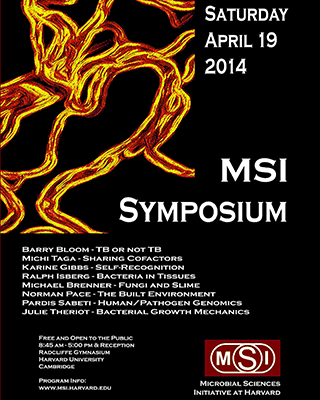 Saturday
April 19
2014
MSI
Symposium
Barry Bloom - TB or not TB
Michi Taga - Sharing Cofactors
Karine Gibbs - Self-Recognition
Ralph Isberg - Bacteria in Tissues
Michael Brenner - Fungi and Slime
Norman Pace - The Built Environment
Pardis Sabeti - Human/Pathogen Genomics
Julie Theriot - Bacterial Growth Mechanics
Free and Open to the Public
8:45 am - 5:00 pm & Reception
Radcliffe Gymnasium
Harvard University
Cambridge
Program Info:
www.msi.harvard.edu
MSI
Microbial Sciences
Initiative at Harvard